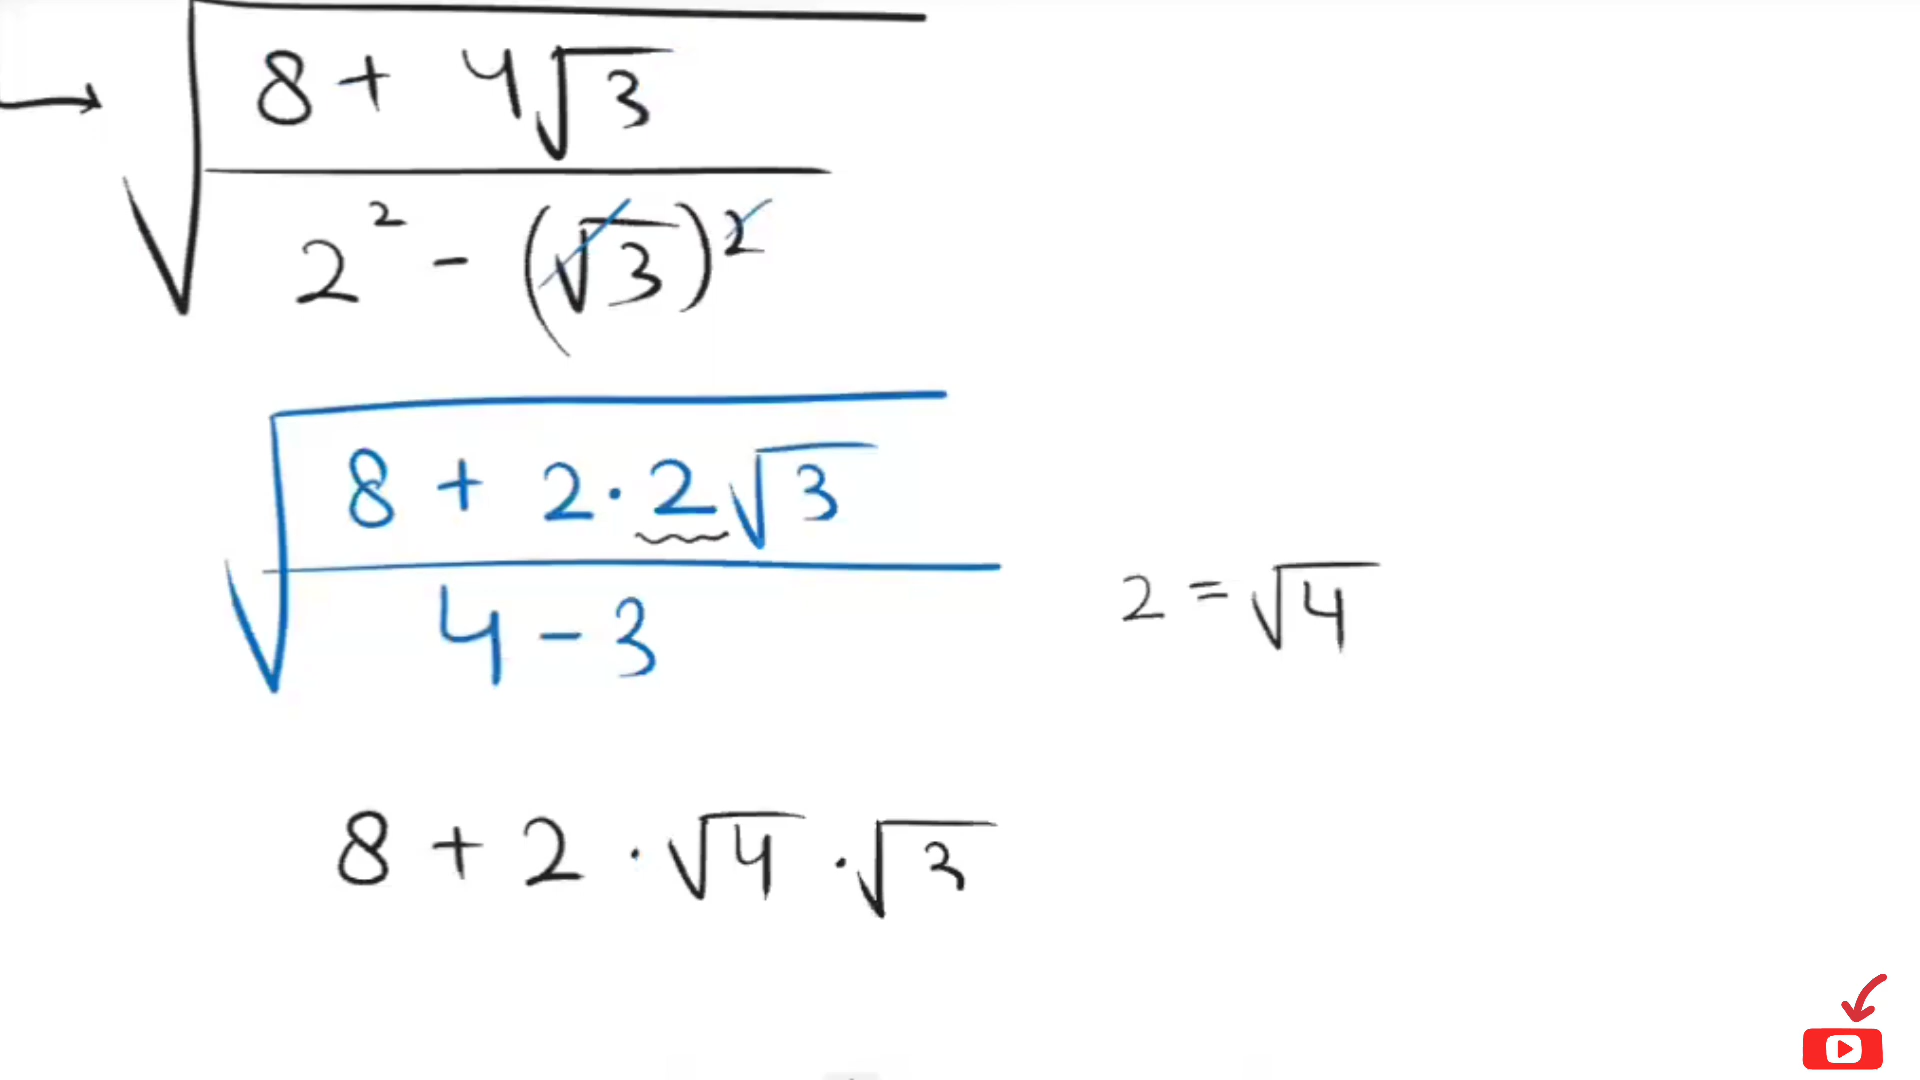 → √((8 + 4√3) / (2² - (√3)²))
√((8 + 2·2√3) / (4 - 3))
2 = √4
8 + 2 · √4 · √3